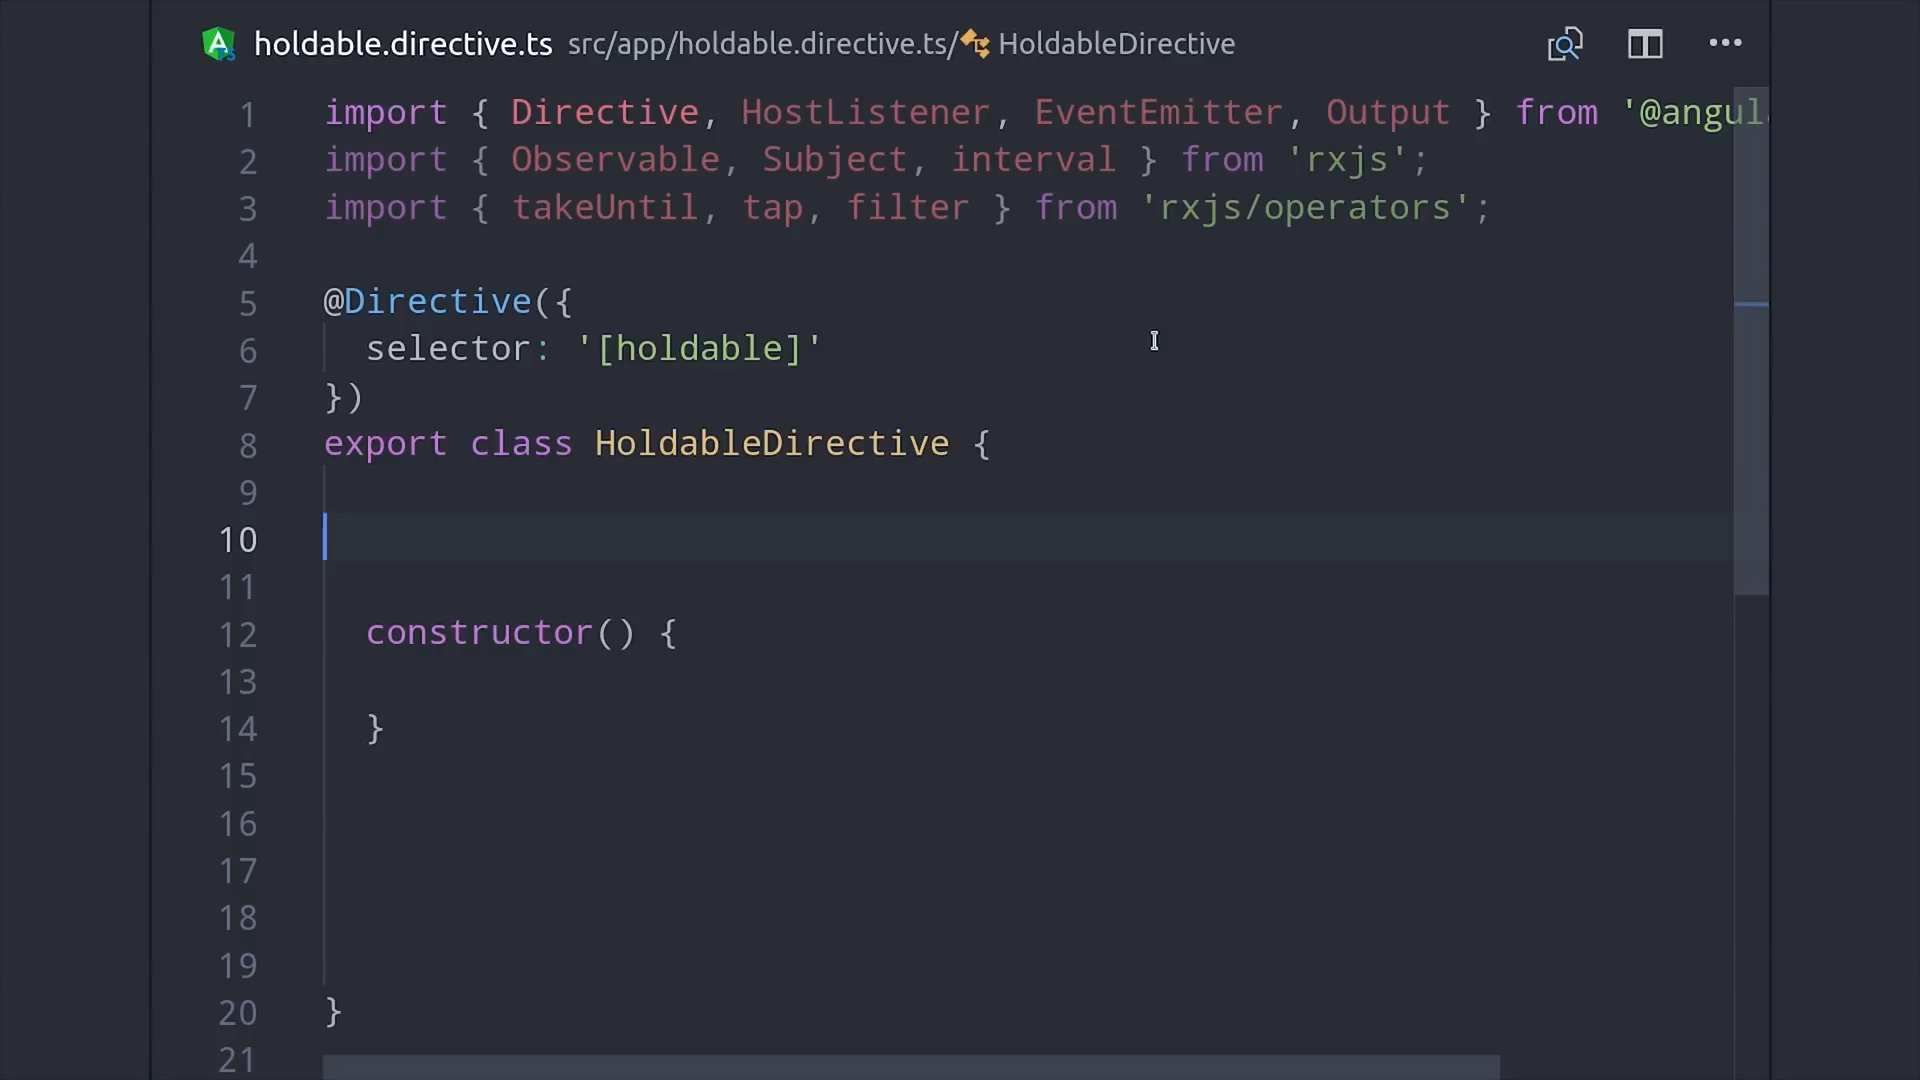 holdable.directive.ts src/app/holdable.directive.ts/ HoldableDirective
1 import { Directive, HostListener, EventEmitter, Output } from '@angul
2 import { Observable, Subject, interval } from 'rxjs';
3 import { takeUntil, tap, filter } from 'rxjs/operators';
4
5 @Directive({
6 selector: '[holdable]'
7 })
8 export class HoldableDirective {
9
10
11
12 constructor() {
13
14 }
15
16
17
18
19
20 }
21